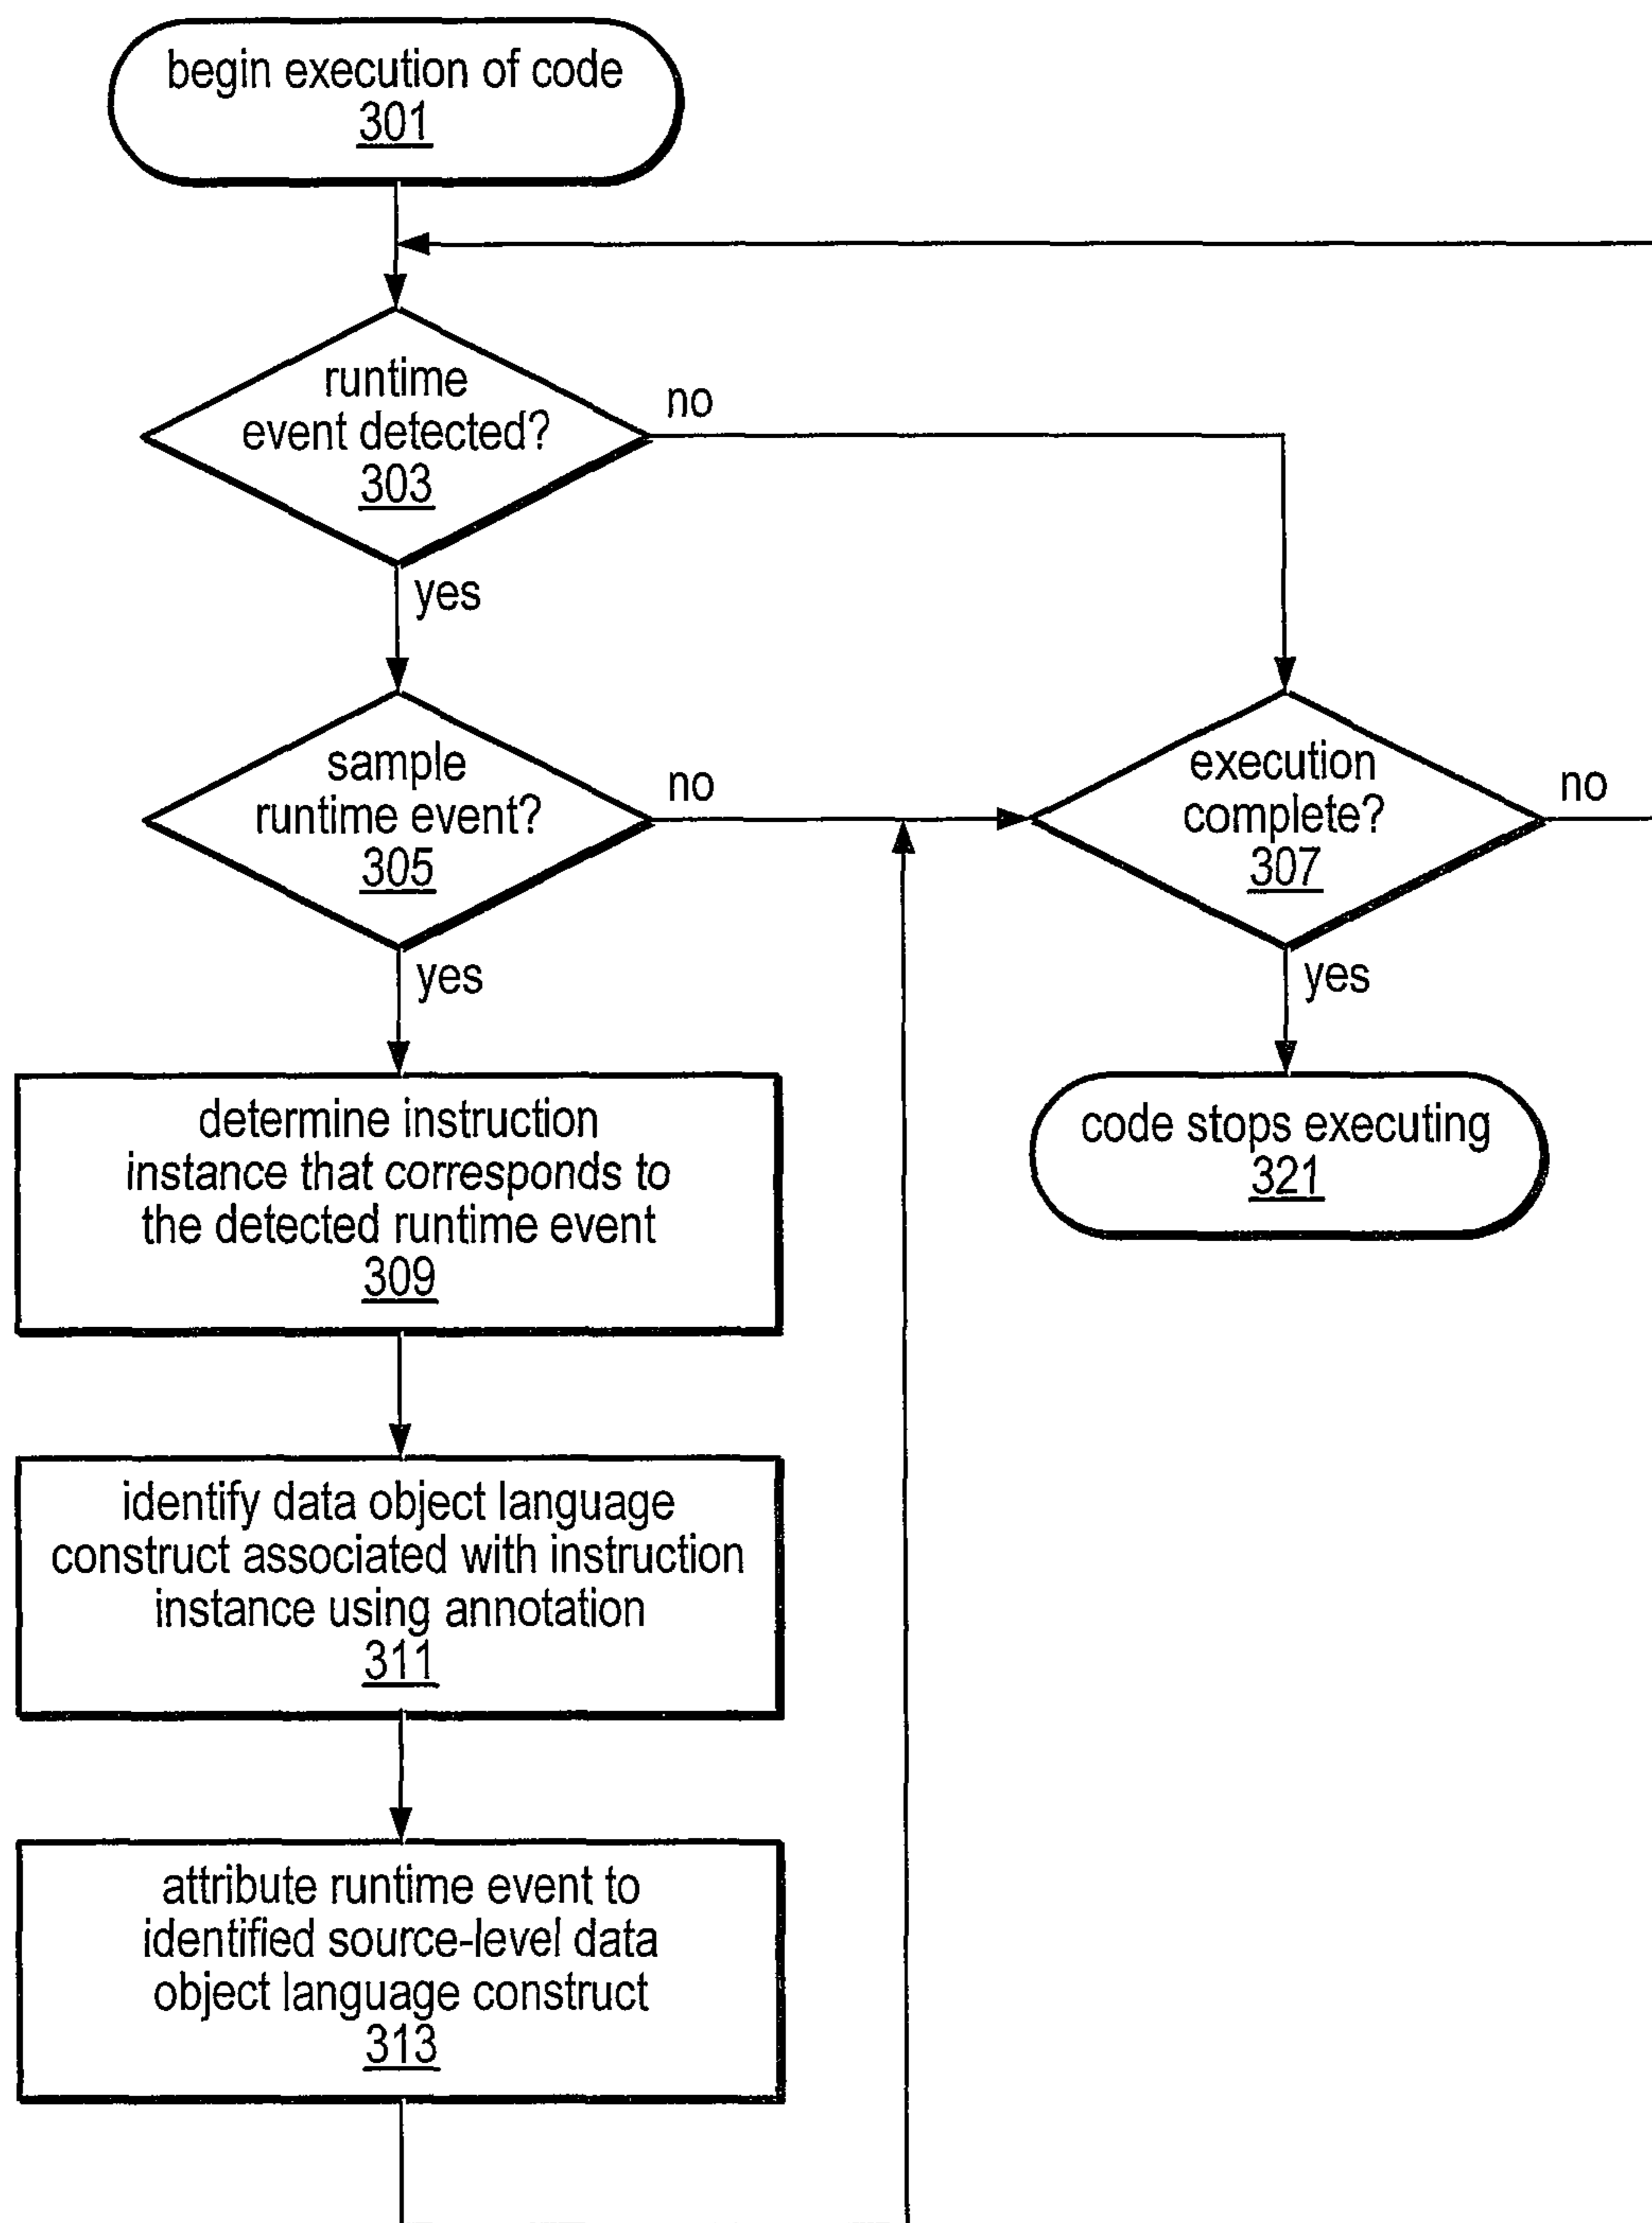 begin execution of code
301
runtime
event detected?
303
no
yes
sample
runtime event?
305
no
yes
execution
complete?
307
no
yes
determine instruction
instance that corresponds to
the detected runtime event
309
code stops executing
321
identify data object language
construct associated with instruction
instance using annotation
311
attribute runtime event to
identified source-level data
object language construct
313